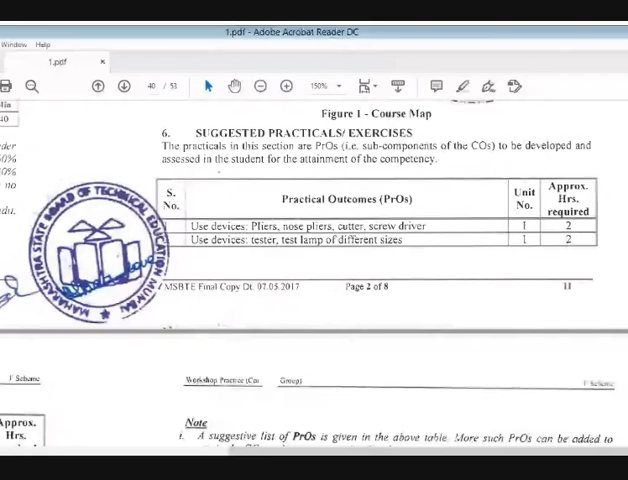 1.pdf - Adobe Acrobat Reader DC
Window Help
1.pdf ×
40 / 53 150%
Figure 1 - Course Map
6. SUGGESTED PRACTICALS/ EXERCISES
The practicals in this section are PrOs (i.e. sub-components of the COs) to be developed and
assessed in the student for the attainment of the competency.
S. No. Practical Outcomes (PrOs) Unit No. Approx. Hrs. required
Use devices: Pliers, nose pliers, cutter, screw driver 1 2
Use devices: tester, test lamp of different sizes 1 2
MAHARASHTRA STATE BOARD OF TECHNICAL EDUCATION MUMBAI
MSBTE Final Copy Dt. 07.05.2017 Page 2 of 8 11
no
Scheme
Workshop Practice Group) Scheme
Approx.
Hrs.
Note
i. A suggestive list of PrOs is given in the above table. More such PrOs can be added to